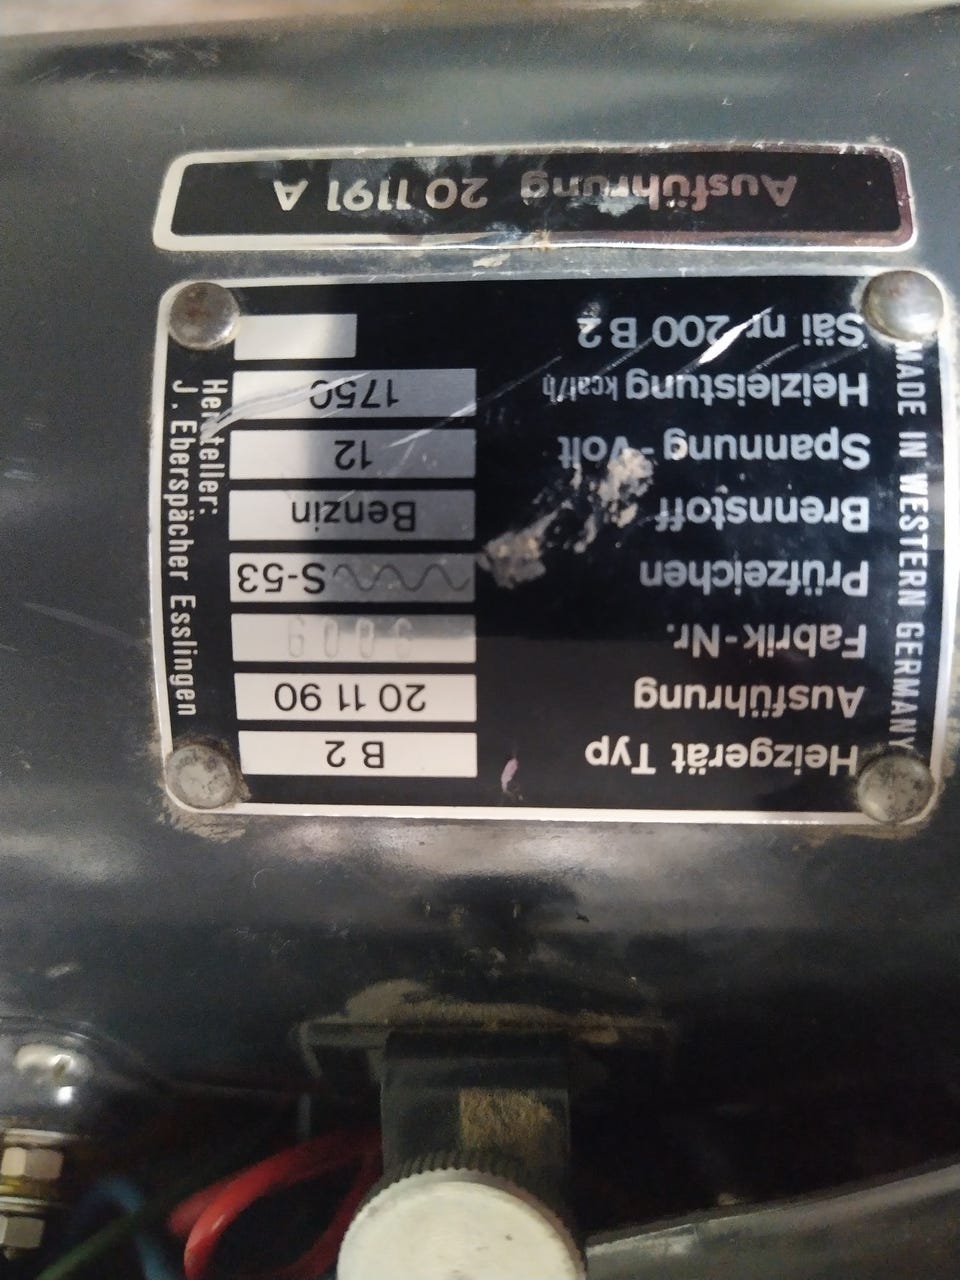 Heizgerät Typ B 2
Ausführung 20 11 90
Fabrik-Nr.
Prüfzeichen S-53
Brennstoff Benzin
Spannung - Volt 12
Heizleistung kcal/h 1750
Säi nr 200 B 2
MADE IN WESTERN GERMANY
Hersteller:
J. Eberspächer Esslingen
Ausführung 20 1191 A